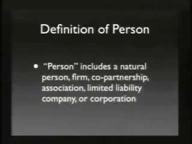 Definition of Person
• "Person" includes a natural
person, firm, co-partnership,
association, limited liability
company, or corporation